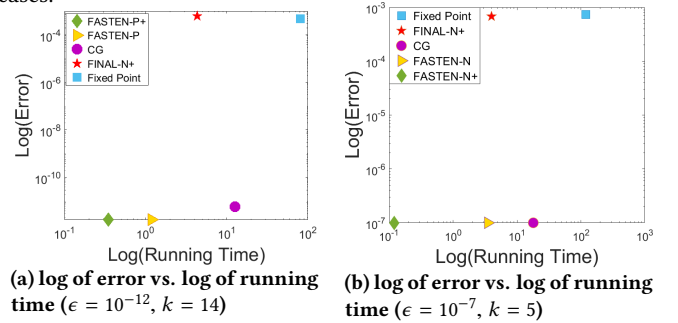 cases.
10^-4
10^-6
10^-8
10^-10
Log(Error)
FASTEN-P+
FASTEN-P
CG
FINAL-N+
Fixed Point
10^-1
10^0
10^1
10^2
Log(Running Time)
(a) log of error vs. log of running
time (ϵ = 10^−12, k = 14)
10^-3
10^-4
10^-5
10^-6
10^-7
Log(Error)
Fixed Point
FINAL-N+
CG
FASTEN-N
FASTEN-N+
10^-1
10^0
10^1
10^2
10^3
Log(Running Time)
(b) log of error vs. log of running
time (ϵ = 10^−7, k = 5)